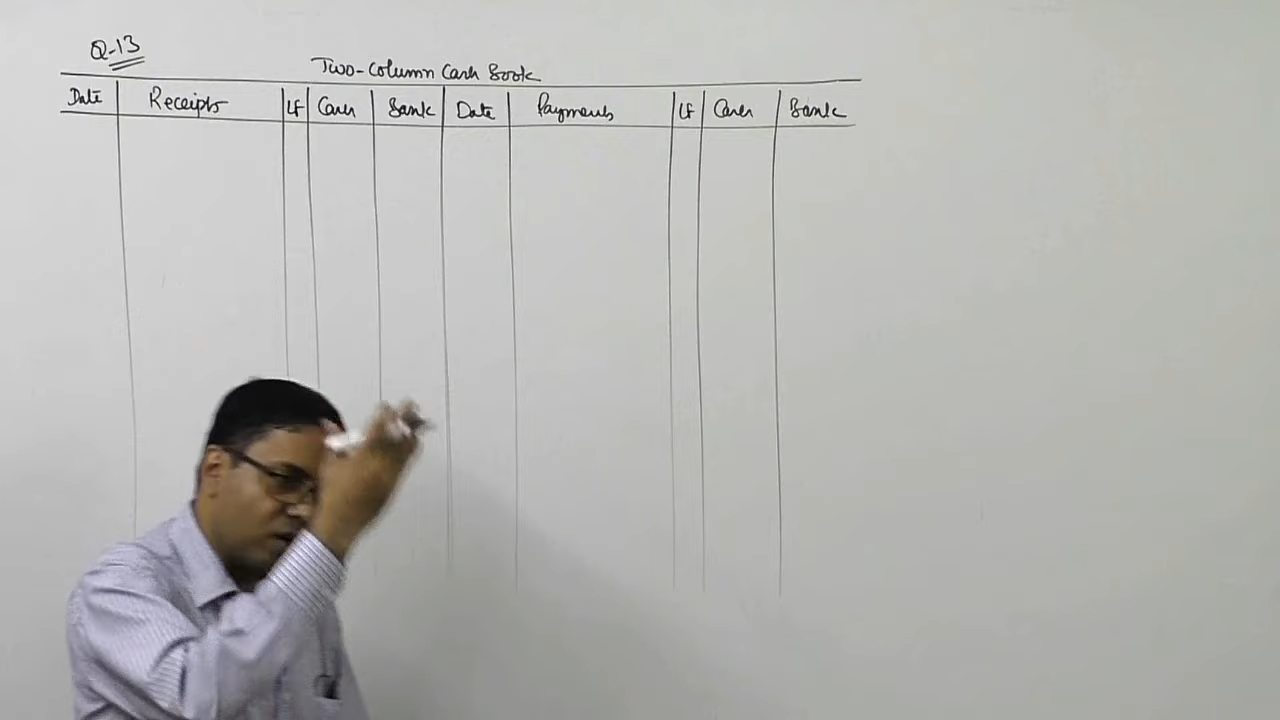 Q-13
Two-Column Cash Book
Date Receipts LF Cash Bank Date Payments LF Cash Bank